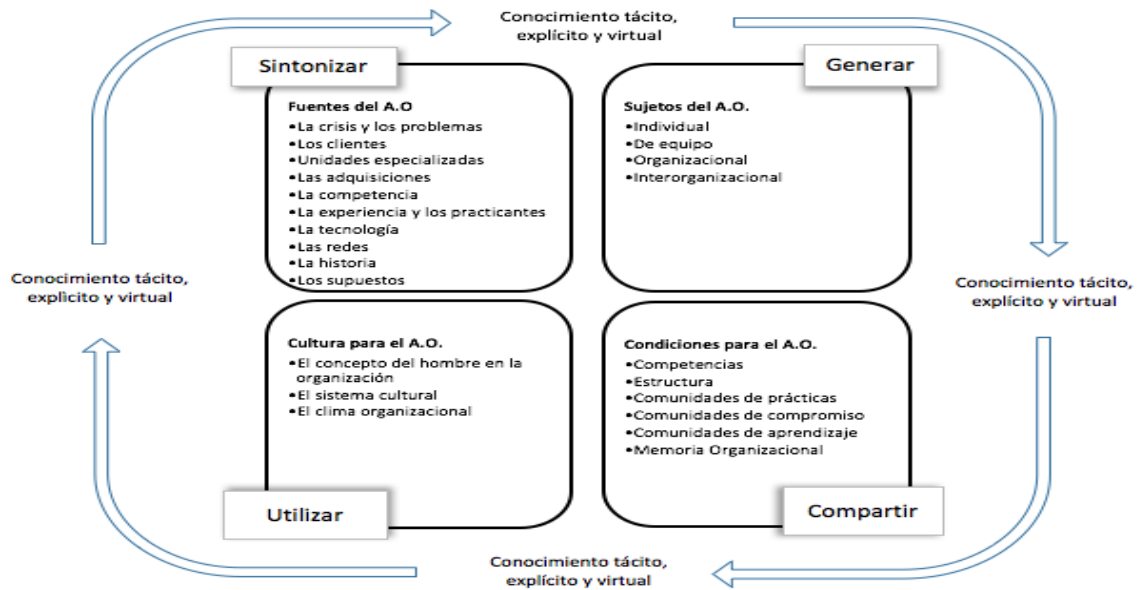 Conocimiento tácito,
explícito y virtual
Sintonizar
Generar
Fuentes del A.O
•La crisis y los problemas
•Los clientes
•Unidades especializadas
•Las adquisiciones
•La competencia
•La experiencia y los practicantes
•La tecnología
•Las redes
•La historia
•Los supuestos
Sujetos del A.O.
•Individual
•De equipo
•Organizacional
•Interorganizacional
Conocimiento tácito,
explìcito y virtual
Conocimiento tácito,
explícito y virtual
Cultura para el A.O.
•El concepto del hombre en la
organización
•El sistema cultural
•El clima organizacional
Condiciones para el A.O.
•Competencias
•Estructura
•Comunidades de prácticas
•Comunidades de compromiso
•Comunidades de aprendizaje
•Memoria Organizacional
Utilizar
Compartir
Conocimiento tácito,
explícito y virtual